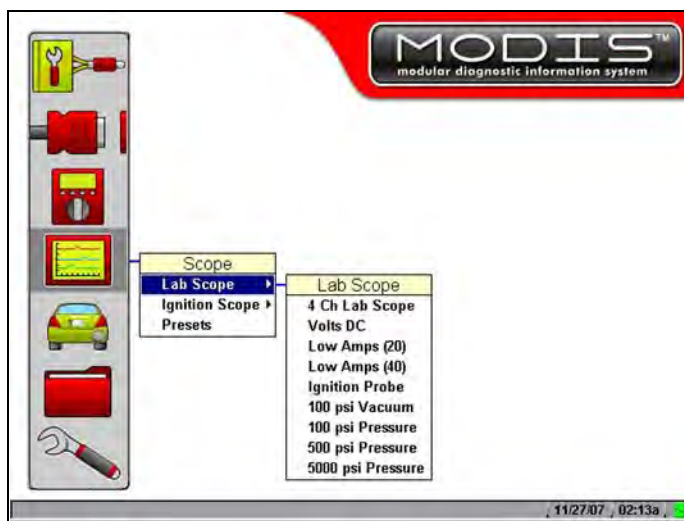 MODIS™
modular diagnostic information system
Scope
Lab Scope
Ignition Scope
Presets
Lab Scope
4 Ch Lab Scope
Volts DC
Low Amps (20)
Low Amps (40)
Ignition Probe
100 psi Vacuum
100 psi Pressure
500 psi Pressure
5000 psi Pressure
11/27/07 02:13a